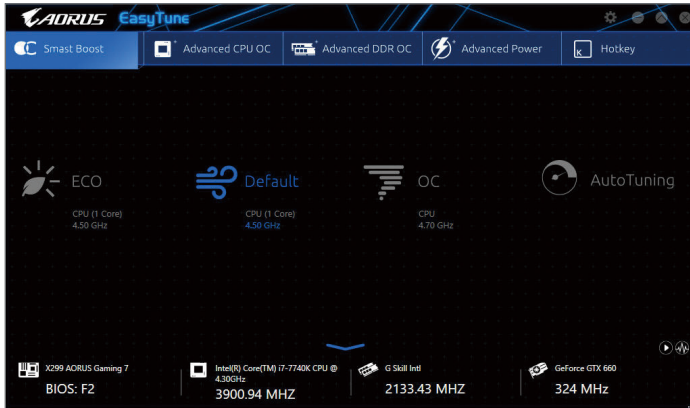 AORUS EasyTune
Smast Boost
Advanced CPU OC
Advanced DDR OC
Advanced Power
K
Hotkey
ECO
CPU (1 Core)
4.50 GHz
Default
CPU (1 Core)
4.50 GHz
OC
CPU
4.70 GHz
AutoTuning
X299 AORUS Gaming 7
BIOS: F2
Intel(R) Core(TM) i7-7740K CPU @
4.30GHz
3900.94 MHZ
G Skill Intl
2133.43 MHZ
GeForce GTX 660
324 MHz